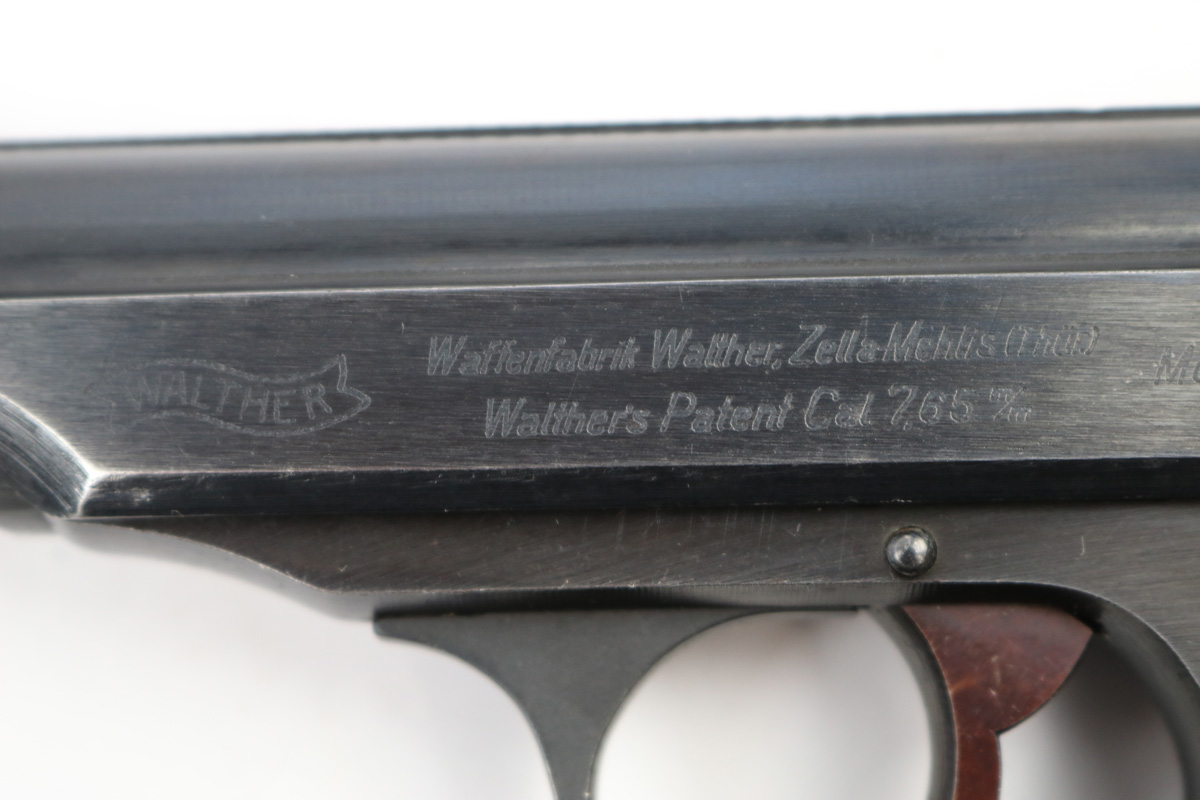 WALTHER
Waffenfabrik Walther, Zella-Mehlis (Thür.)
Walther's Patent Cal. 7,65 m/m